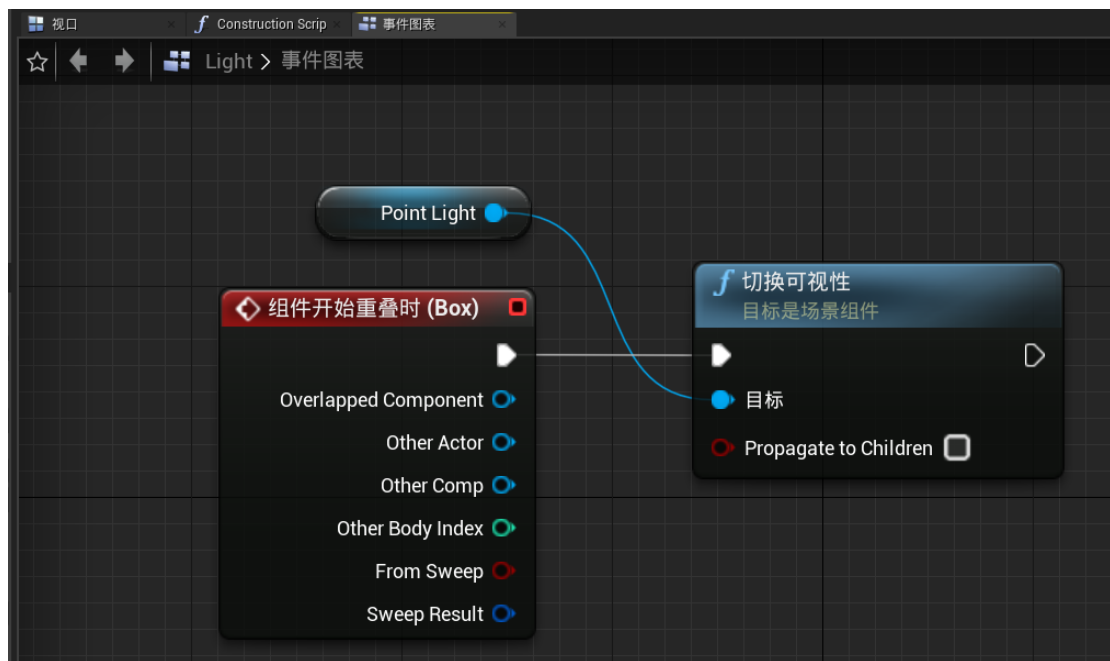 视口
f Construction Scrip
事件图表
Light > 事件图表
Point Light
f 切换可视性
目标是场景组件
组件开始重叠时 (Box)
目标
Overlapped Component
Other Actor
Propagate to Children
Other Comp
Other Body Index
From Sweep
Sweep Result